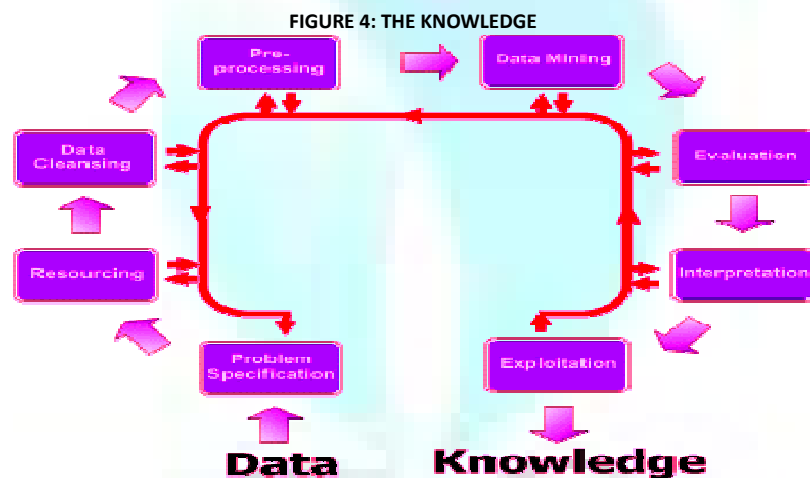 FIGURE 4: THE KNOWLEDGE
Pre-
processing
Data Mining
Data
Cleansing
Evaluation
Resourcing
Interpretation
Problem
Specification
Exploitation
Data
Knowledge